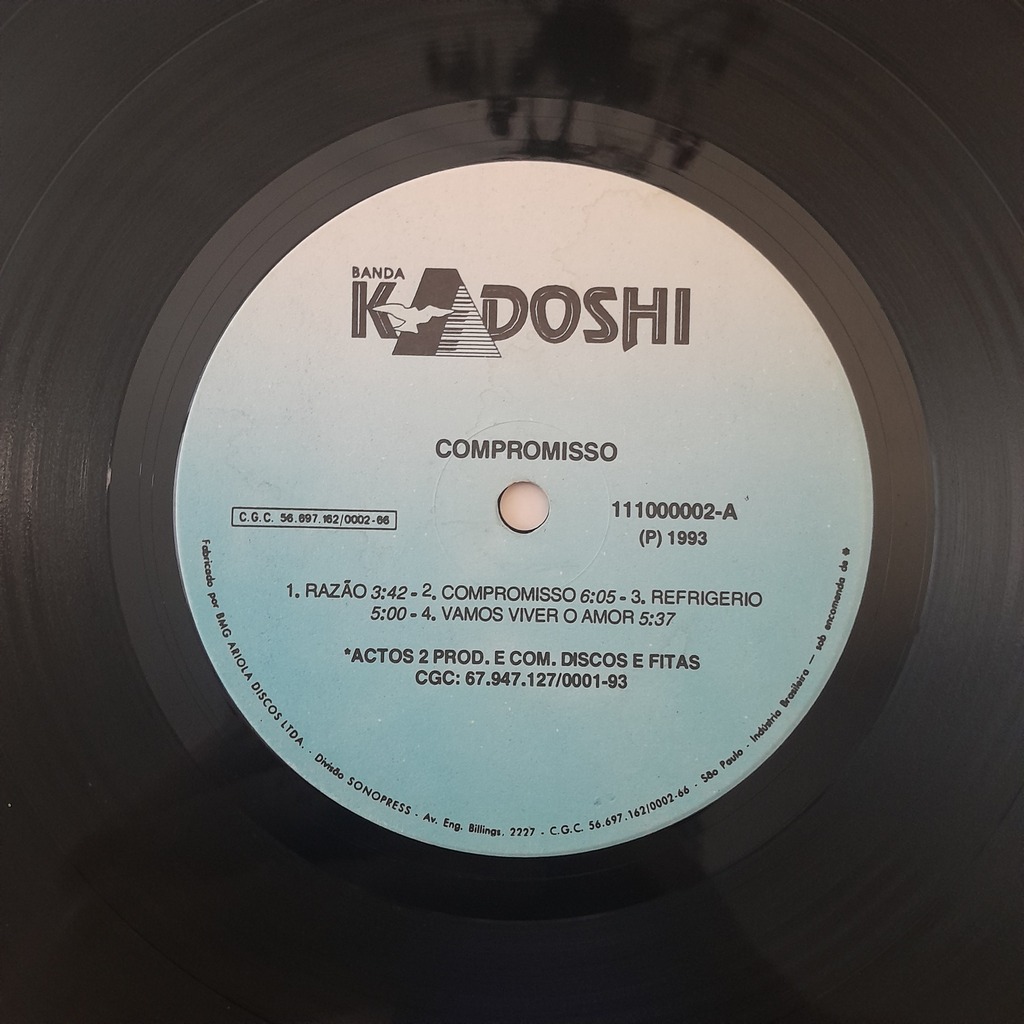 BANDA
KADOSHI
COMPROMISSO
C.G.C. 56.697.162/0002-66
111000002-A
(P) 1993
1. RAZÃO 3:42 - 2. COMPROMISSO 6:05 - 3. REFRIGERIO
5:00 - 4. VAMOS VIVER O AMOR 5:37
*ACTOS 2 PROD. E COM. DISCOS E FITAS
CGC: 67.947.127/0001-93
Fabricado por BMG ARIOLA DISCOS LTDA. - Divisão SONOPRESS - Av. Eng. Billings, 2227 - C.G.C. 56.697.162/0002-66 - São Paulo - Indústria Brasileira — sob encomenda de *